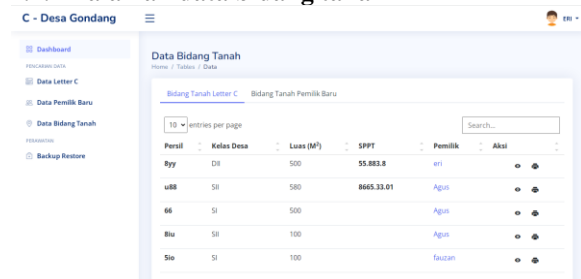 C - Desa Gondang
ERI
Dashboard
PENCARIAN DATA
Data Letter C
Data Pemilik Baru
Data Bidang Tanah
PERAWATAN
Backup Restore
Data Bidang Tanah
Home / Tables / Data
Bidang Tanah Letter C Bidang Tanah Pemilik Baru
10 entries per page Search...
Persil Kelas Desa Luas (M²) SPPT Pemilik Aksi
8yy DII 500 55.883.8 eri
u88 SII 580 8665.33.01 Agus
66 SI 500 Agus
8iu SII 100 Agus
5io SI 100 fauzan